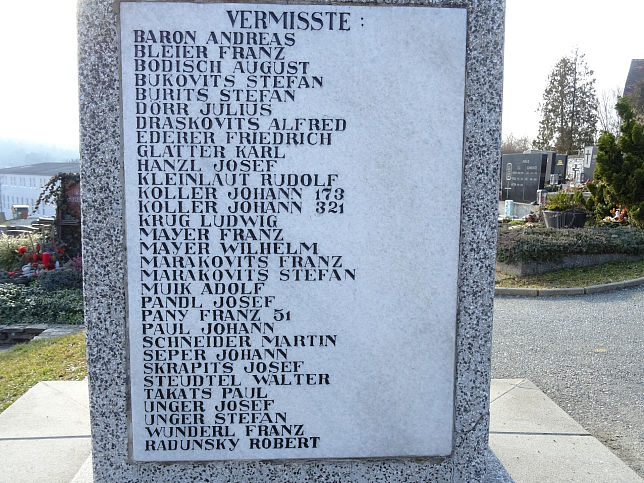 VERMISSTE :
BARON ANDREAS
BLEIER FRANZ
BODISCH AUGUST
BUKOVITS STEFAN
BURITS STEFAN
DÖRR JULIUS
DRASKOVITS ALFRED
EDERER FRIEDRICH
GLATTER KARL
HANZL JOSEF
KLEINLAUT RUDOLF
KOLLER JOHANN 173
KOLLER JOHANN 321
KRUG LUDWIG
MAYER FRANZ
MAYER WILHELM
MARAKOVITS FRANZ
MARAKOVITS STEFAN
MUIK ADOLF
PANDL JOSEF
PANY FRANZ 51
PAUL JOHANN
SCHNEIDER MARTIN
SEPER JOHANN
SKRAPITS JOSEF
STEUDTEL WALTER
TAKATS PAUL
UNGER JOSEF
UNGER STEFAN
WUNDERL FRANZ
RADUNSKY ROBERT